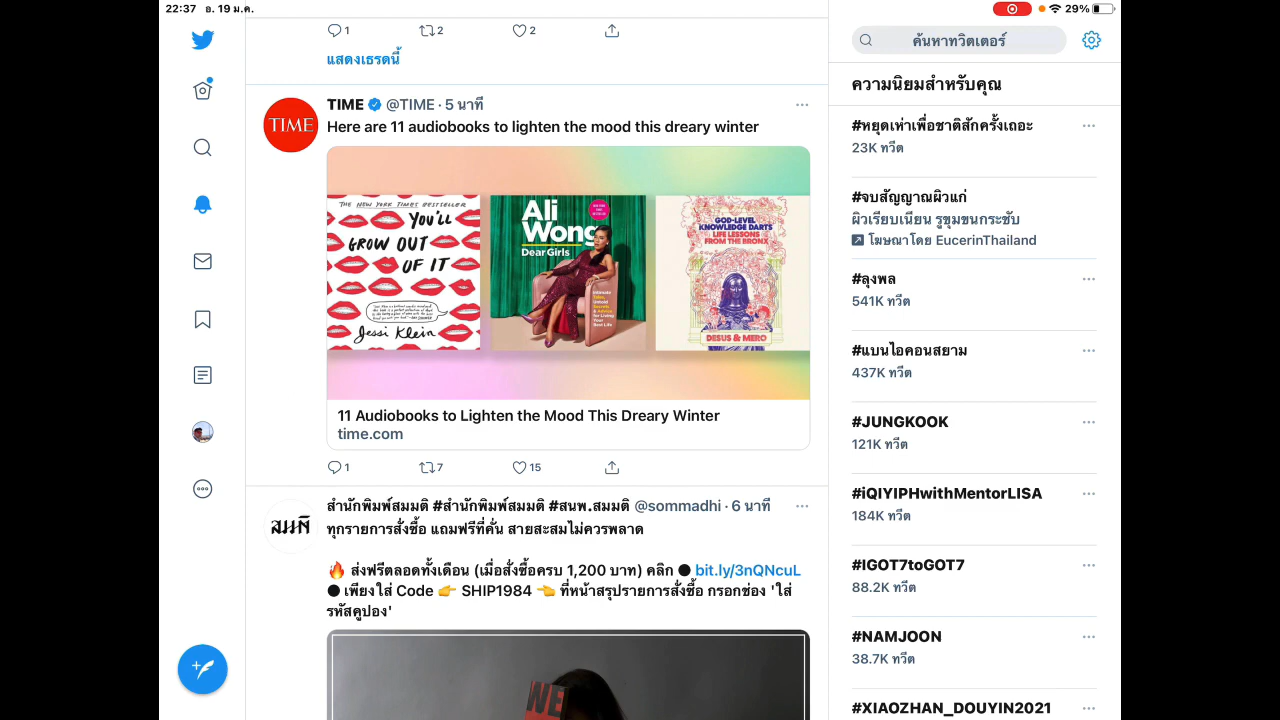 22:37 อ. 19 ม.ค.
29%
1
2
2
แสดงเธรดนี้
TIME @TIME · 5 นาที
Here are 11 audiobooks to lighten the mood this dreary winter
TIME
THE NEW YORK TIMES BESTSELLER
YOU'LL
GROW OUT
OF IT
Jessi Klein
Ali
Wong
Dear Girls
Intimate
Tales,
Untold
Secrets
& Advice
for Living
Your
Best Life
GOD-LEVEL
KNOWLEDGE DARTS
LIFE LESSONS
FROM THE BRONX
DESUS & MERO
11 Audiobooks to Lighten the Mood This Dreary Winter
time.com
1
7
15
สมมติ
สำนักพิมพ์สมมติ #สำนักพิมพ์สมมติ #สนพ.สมมติ @sommadhi · 6 นาที
ทุกรายการสั่งซื้อ แถมฟรีที่คั่น สายสะสมไม่ควรพลาด
🔥 ส่งฟรีตลอดทั้งเดือน (เมื่อสั่งซื้อครบ 1,200 บาท) คลิก ● bit.ly/3nQNcuL
● เพียงใส่ Code 👉 SHIP1984 👈 ที่หน้าสรุปรายการสั่งซื้อ กรอกช่อง 'ใส่
รหัสคูปอง'
WE
ค้นหาทวิตเตอร์
ความนิยมสำหรับคุณ
#หยุดเห่าเพื่อชาติสักครั้งเถอะ
23K ทวีต
#จบสัญญาณผิวแก่
ผิวเรียบเนียน รูขุมขนกระชับ
โฆษณาโดย EucerinThailand
#ลุงพล
541K ทวีต
#แบนไอคอนสยาม
437K ทวีต
#JUNGKOOK
121K ทวีต
#iQIYIPHwithMentorLISA
184K ทวีต
#IGOT7toGOT7
88.2K ทวีต
#NAMJOON
38.7K ทวีต
#XIAOZHAN_DOUYIN2021